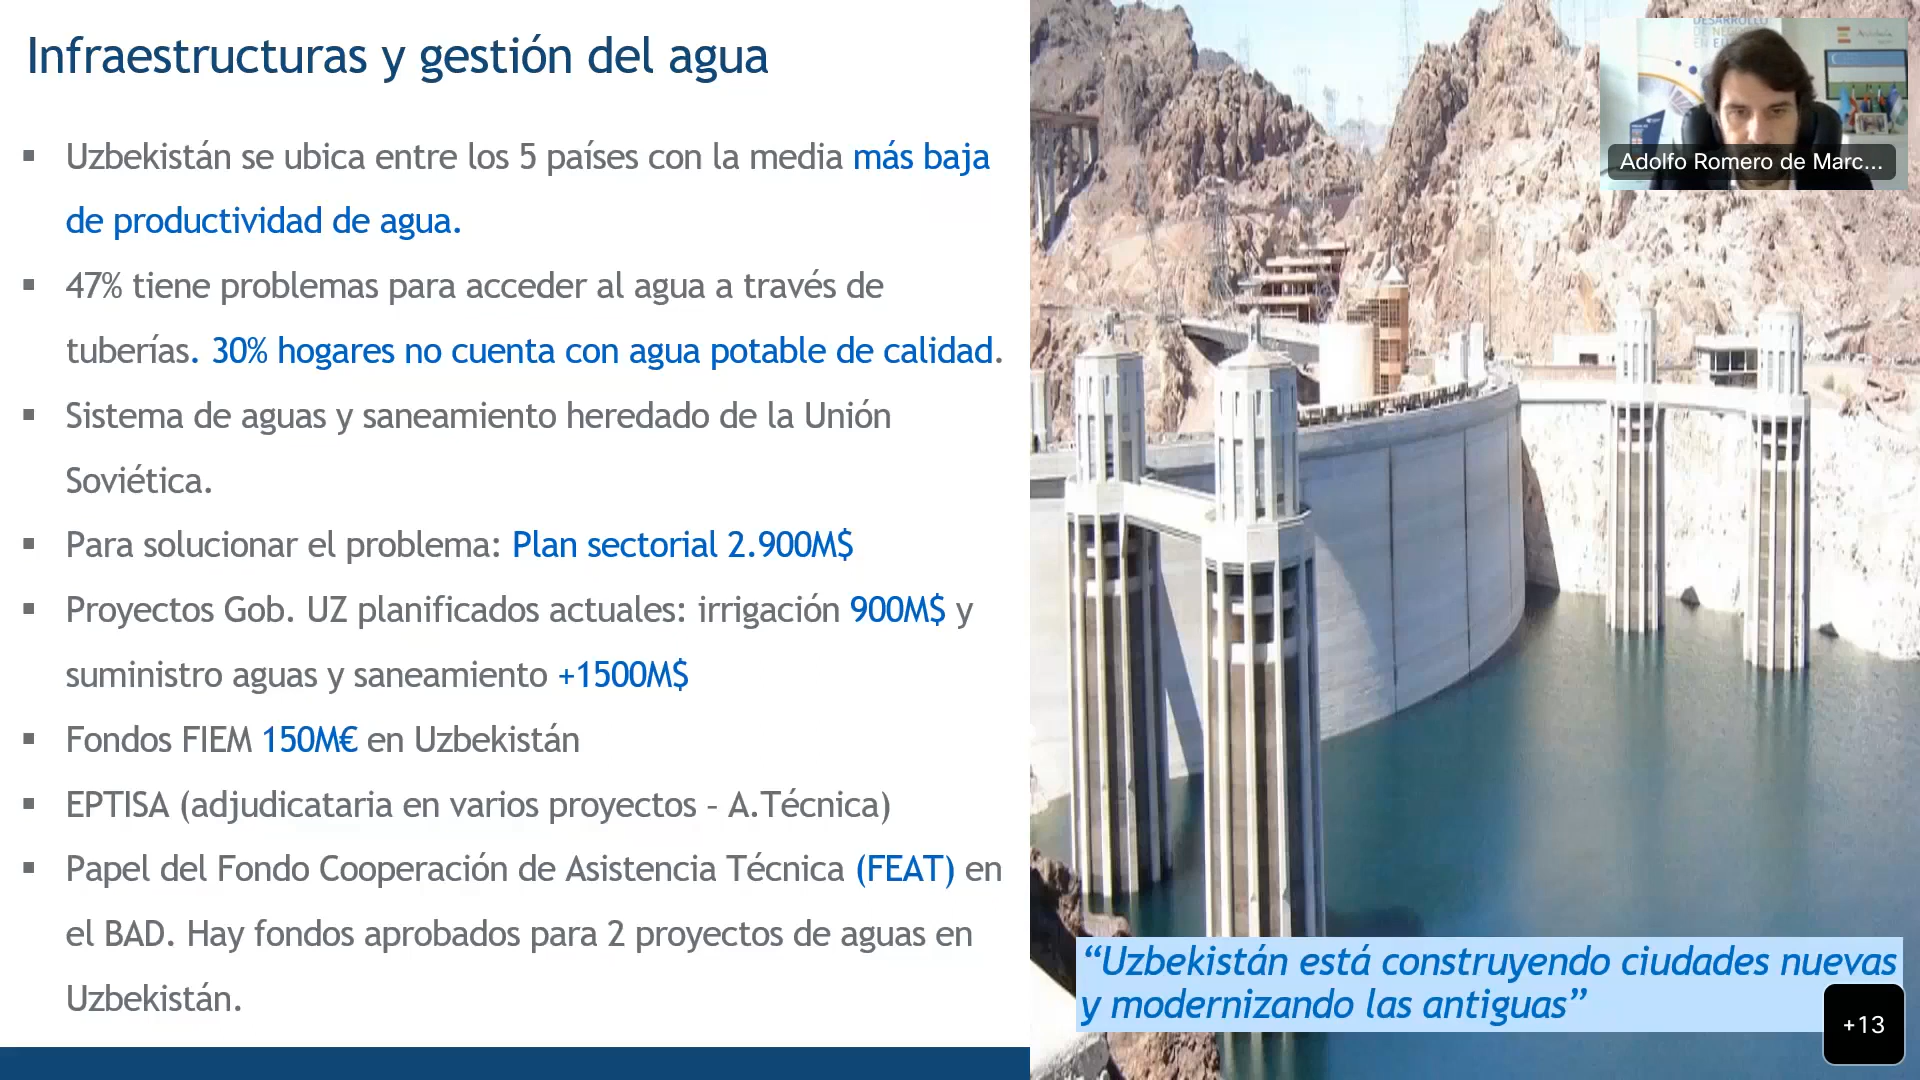 Infraestructuras y gestión del agua
▪ Uzbekistán se ubica entre los 5 países con la media más baja
de productividad de agua.
▪ 47% tiene problemas para acceder al agua a través de
tuberías. 30% hogares no cuenta con agua potable de calidad.
▪ Sistema de aguas y saneamiento heredado de la Unión
Soviética.
▪ Para solucionar el problema: Plan sectorial 2.900M$
▪ Proyectos Gob. UZ planificados actuales: irrigación 900M$ y
suministro aguas y saneamiento +1500M$
▪ Fondos FIEM 150M€ en Uzbekistán
▪ EPTISA (adjudicataria en varios proyectos – A.Técnica)
▪ Papel del Fondo Cooperación de Asistencia Técnica (FEAT) en
el BAD. Hay fondos aprobados para 2 proyectos de aguas en
Uzbekistán.
DESARROLLO
DE NEGO
EN E
Andalucía
Adolfo Romero de Marc...
“Uzbekistán está construyendo ciudades nuevas
y modernizando las antiguas”
+13